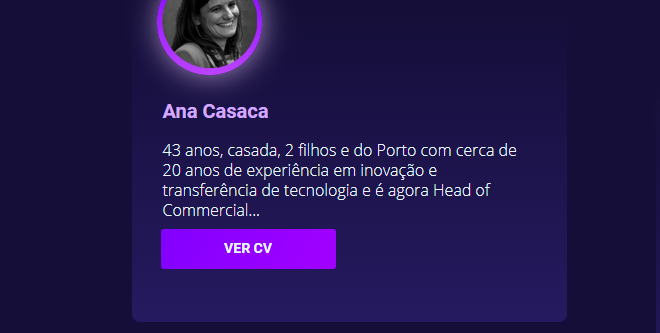 Ana Casaca
43 anos, casada, 2 filhos e do Porto com cerca de
20 anos de experiência em inovação e
transferência de tecnologia e é agora Head of
Commercial...
VER CV